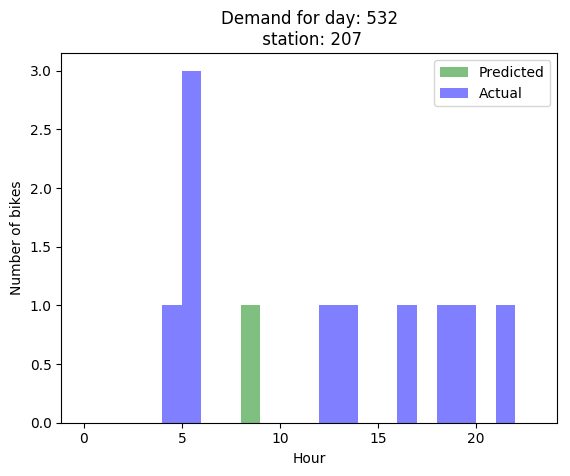 Demand for day: 532
station: 207
Predicted
Actual
Number of bikes
3.0
2.5
2.0
1.5
1.0
0.5
0.0
0 5 10 15 20
Hour